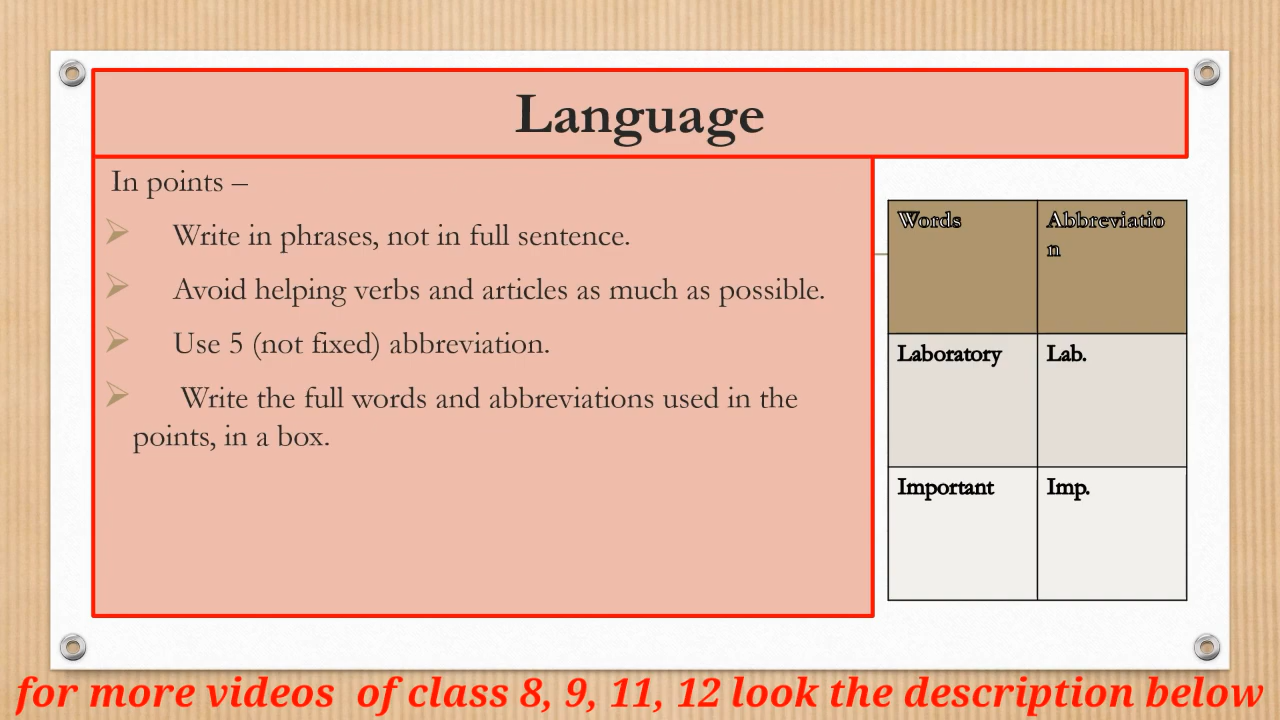 Language
In points –
Write in phrases, not in full sentence.
Avoid helping verbs and articles as much as possible.
Use 5 (not fixed) abbreviation.
Write the full words and abbreviations used in the
points, in a box.
Words
Abbreviatio
n
Laboratory
Lab.
Important
Imp.
for more videos of class 8, 9, 11, 12 look the description below